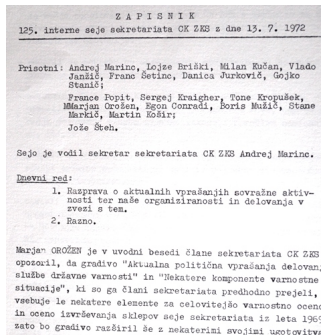 Z A P I S N I K
125. interne seje sekretariata CK ZKS z dne 13. 7. 1972
Prisotni: Andrej Marinc, Lojze Briški, Milan Kučan, Vlado
Janžič, Franc Šetinc, Danica Jurkovič, Gojko
Stanič;
France Popit, Sergej Kraigher, Tone Kropušek,
MMarjan Orožen, Egon Conradi, Boris Mužič, Stane
Markič, Martin Košir;
Jože Šteh.
Sejo je vodil sekretar sekretariata CK ZKS Andrej Marinc.
Dnevni red:
1. Razprava o aktualnih vprašanjih sovražne aktiv-
nosti ter naše organiziranosti in delovanja v
zvezi s tem.
2. Razno.
Marjan OROŽEN je v uvodni besedi člane sekretariata CK ZKS
opozoril, da gradivo "Aktualna politična vprašanja delovanj
službe državne varnosti" in "Nekatere komponente varnostne
situacije", ki so ga člani sekretariata predhodno prejeli,
vsebuje le nekatere elemente za celovitejšo varnostno oceno
in oceno izvrševanja sklepov seje sekretariata iz leta 1969
zato bo gradivo razširil še z nekaterimi svojimi ugotovitv